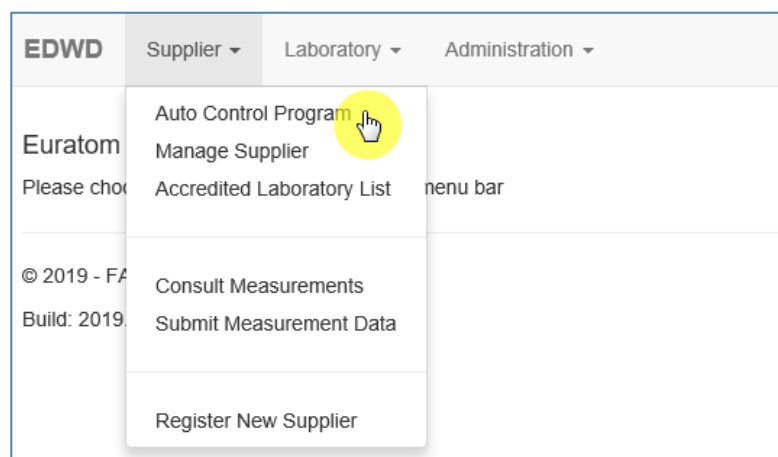 EDWD Supplier Laboratory Administration
Auto Control Program
Euratom
Manage Supplier
Please
Accredited Laboratory List
menu bar
© 2019 -
Consult Measurements
Build: 2019.
Submit Measurement Data
Register New Supplier